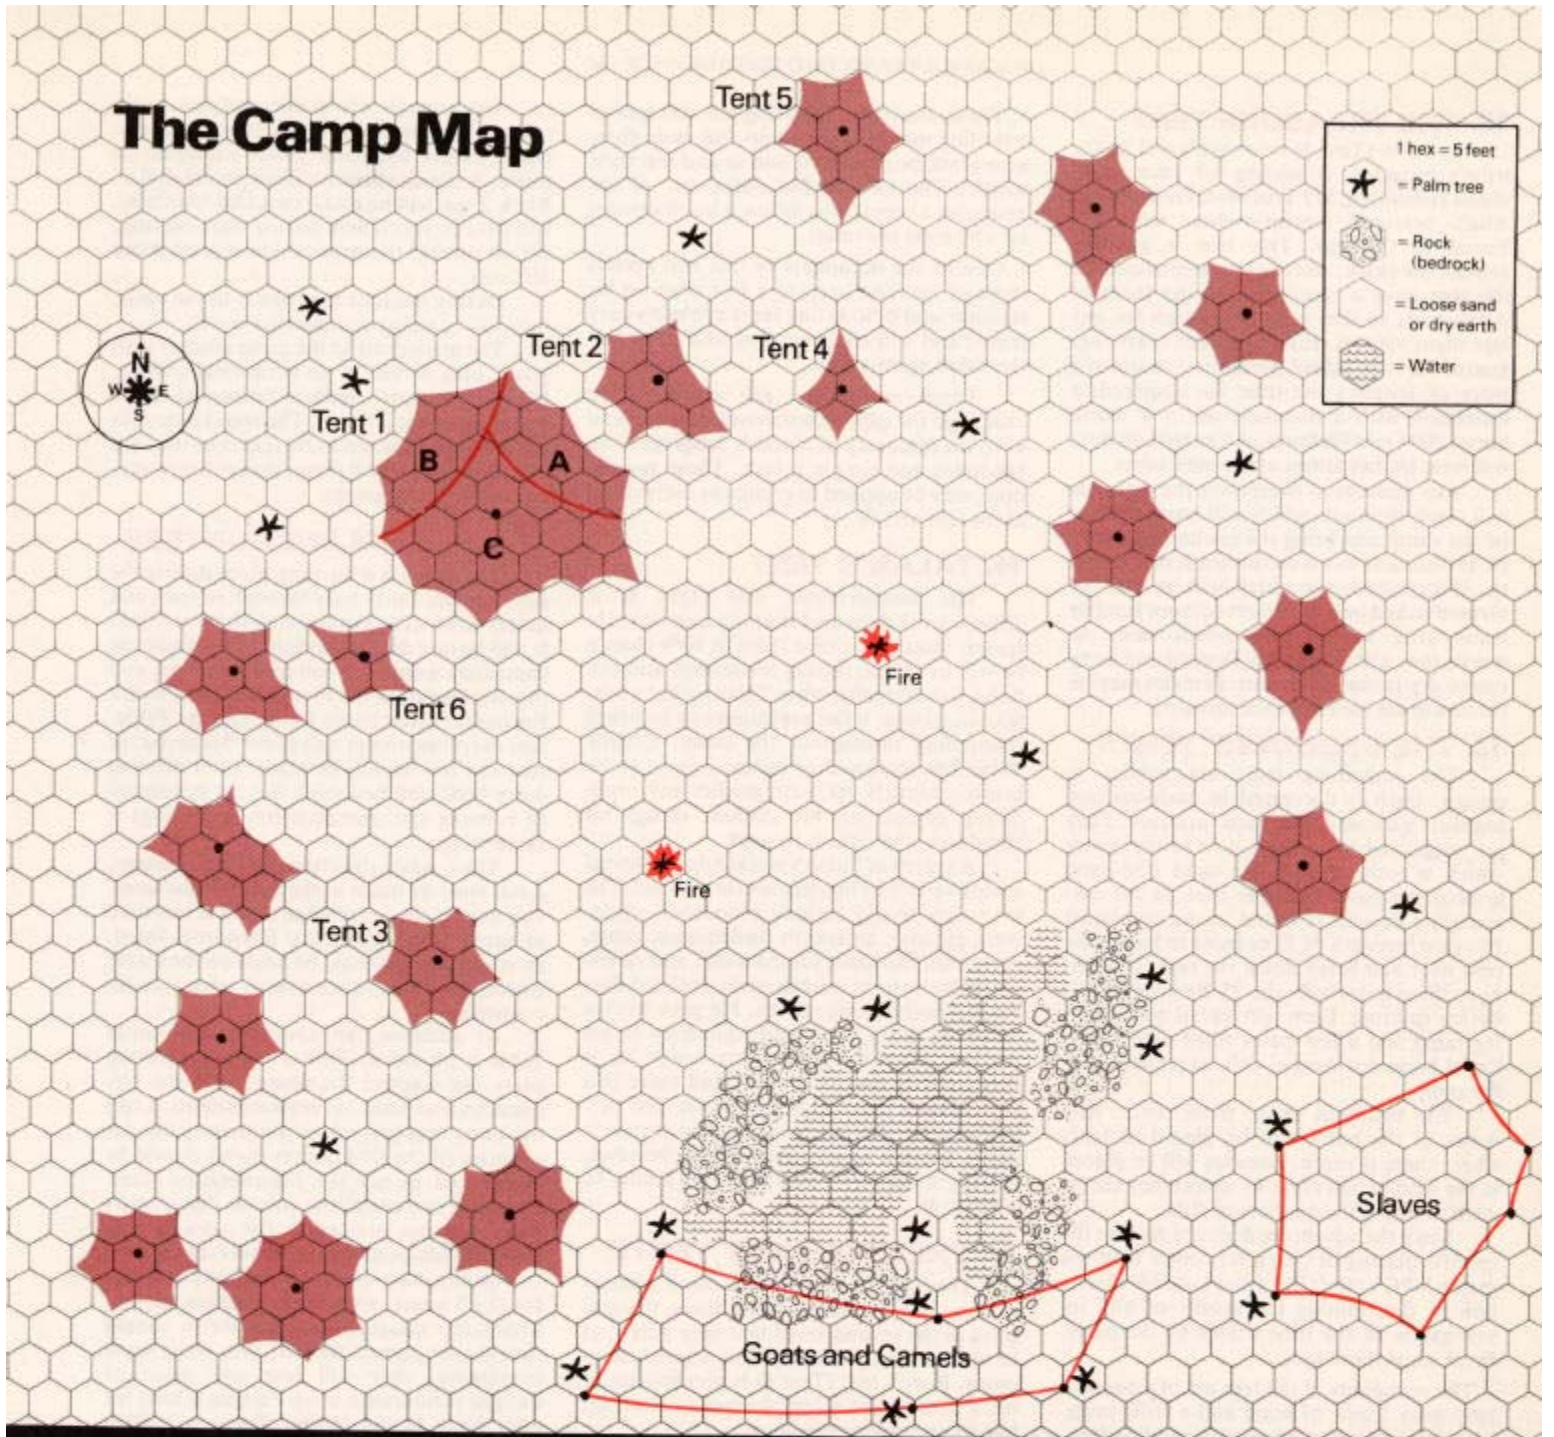 The Camp Map
Tent 5
1 hex = 5 feet
= Palm tree
= Rock
(bedrock)
= Loose sand
or dry earth
= Water
N
W E
S
Tent 2
Tent 4
Tent 1
B
A
C
Fire
Tent 6
Fire
Tent 3
Slaves
Goats and Camels